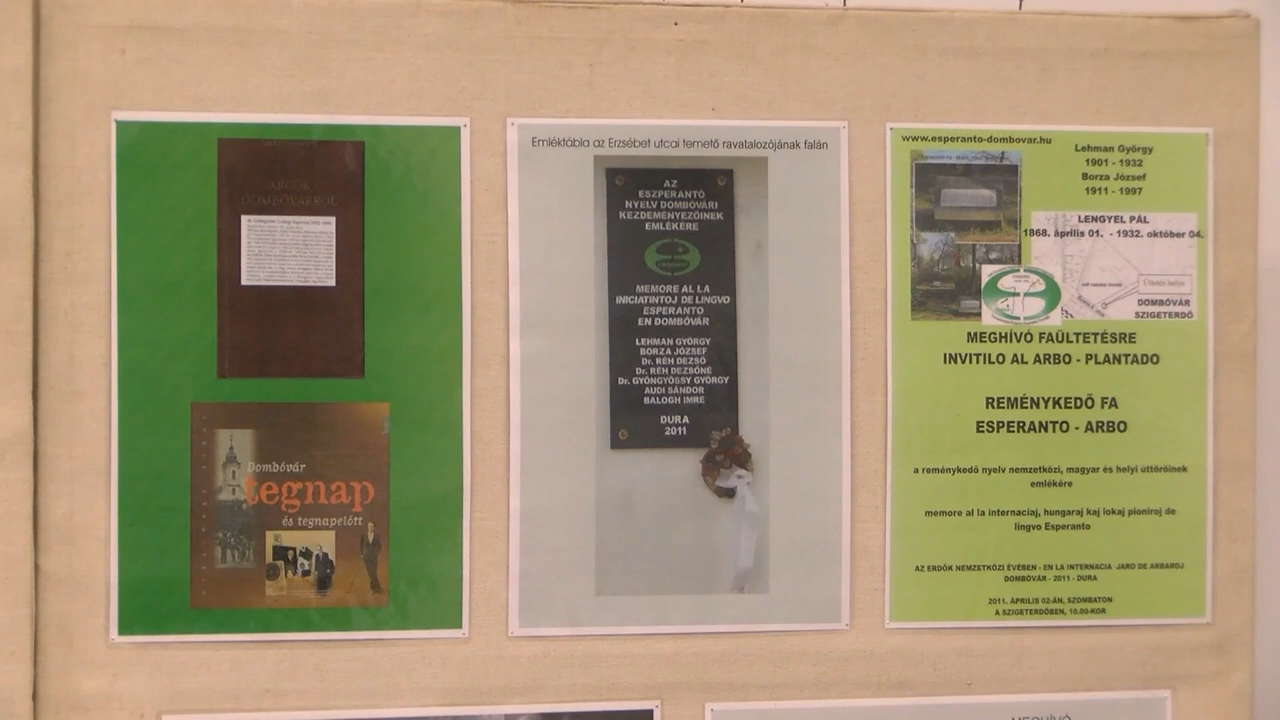 ARCOK
DOMBÓVÁRRÓL
Dombóvár
tegnap
és tegnapelőtt
Emléktábla az Erzsébet utcai temető ravatalozójának falán
AZ
ESZPERANTÓ
NYELV DOMBÓVÁRI
KEZDEMÉNYEZŐINEK
EMLÉKÉRE
MEMORE AL LA
INICIATINTOJ DE LINGVO
ESPERANTO
EN DOMBÓVÁR
LEHMAN GYÖRGY
BORZA JÓZSEF
Dr. RÉH DEZSŐ
Dr. RÉH DEZSŐNÉ
Dr. GYÖNGYÖSSY GYÖRGY
AUDI SÁNDOR
BALOGH IMRE
DURA
2011
www.esperanto-dombovar.hu
Lehman György
1901 - 1932
Borza József
1911 - 1997
LENGYEL PÁL
1868. április 01. - 1932. október 04.
Ültetés helye
DOMBÓVÁR
SZIGETERDŐ
MEGHÍVÓ FAÜLTETÉSRE
INVITILO AL ARBO - PLANTADO
REMÉNYKEDŐ FA
ESPERANTO - ARBO
a reménykedő nyelv nemzetközi, magyar és helyi úttörőinek
emlékére
memore al la internaciaj, hungaraj kaj lokaj pioniroj de
lingvo Esperanto
AZ ERDŐK NEMZETKÖZI ÉVÉBEN - EN LA INTERNACIA JARO DE ARBAROJ
DOMBÓVÁR - 2011 - DURA
2011. ÁPRILIS 02-ÁN, SZOMBATON
A SZIGETERDŐBEN, 10.00-KOR
MEGHÍVÓ